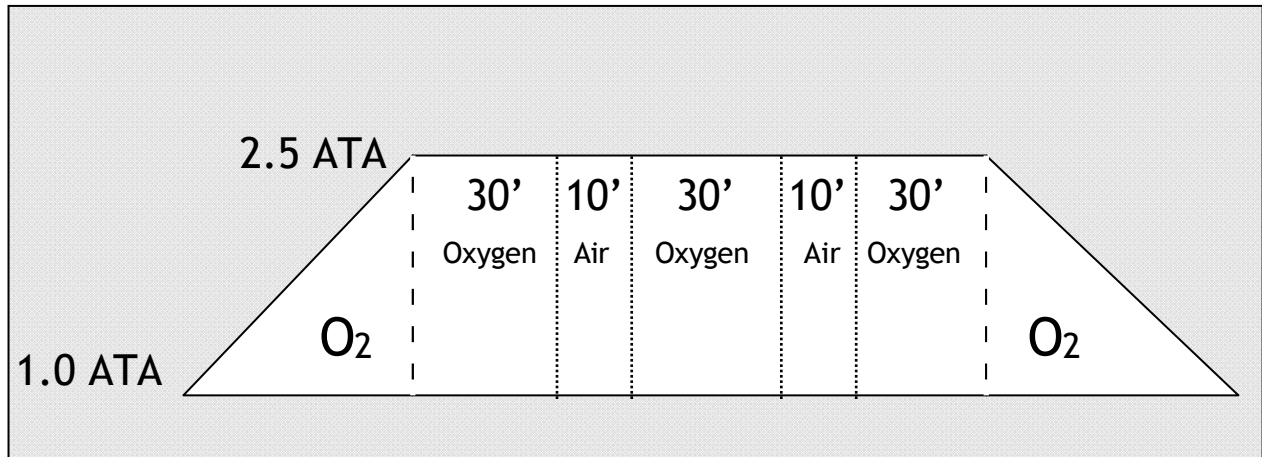 2.5 ATA
30’ 10’ 30’ 10’ 30’
Oxygen Air Oxygen Air Oxygen
O₂ O₂
1.0 ATA